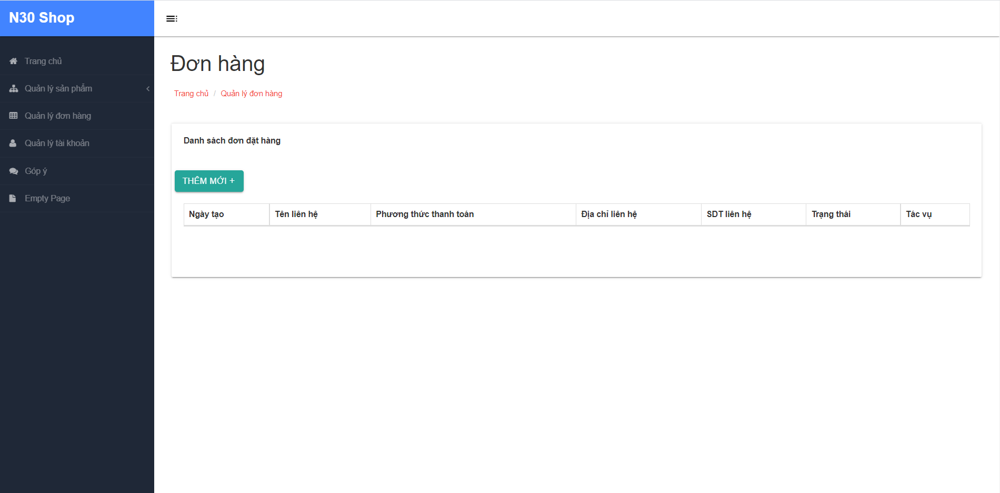 N30 Shop
Trang chủ
Quản lý sản phẩm
Quản lý đơn hàng
Quản lý tài khoản
Góp ý
Empty Page
Đơn hàng
Trang chủ / Quản lý đơn hàng
Danh sách đơn đặt hàng
THÊM MỚI +
Ngày tạo Tên liên hệ Phương thức thanh toán Địa chỉ liên hệ SDT liên hệ Trạng thái Tác vụ